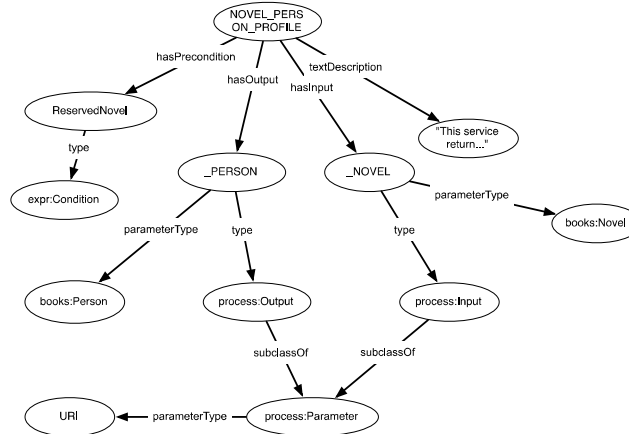 NOVEL_PERS
ON_PROFILE
hasPrecondition
textDescription
hasOutput
hasInput
ReservedNovel
"This service
return..."
type
_PERSON
_NOVEL
expr:Condition
parameterType
books:Novel
parameterType
type
type
books:Person
process:Output
process:Input
subclassOf
subclassOf
URI
parameterType
process:Parameter